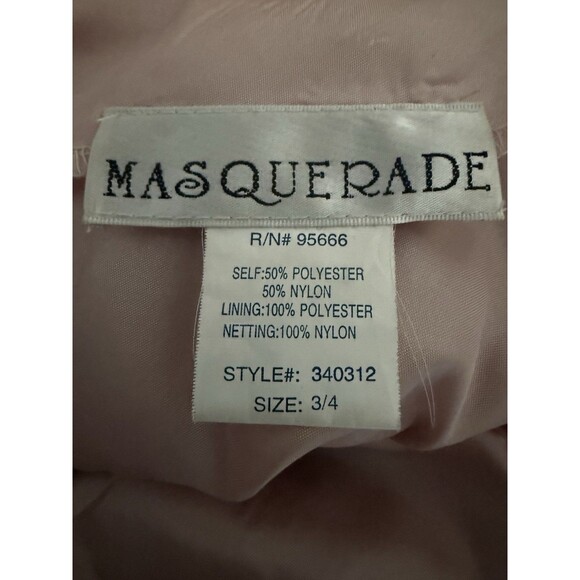 MASQUERADE
R/N# 95666
SELF:50% POLYESTER
50% NYLON
LINING:100% POLYESTER
NETTING:100% NYLON
STYLE#: 340312
SIZE: 3/4